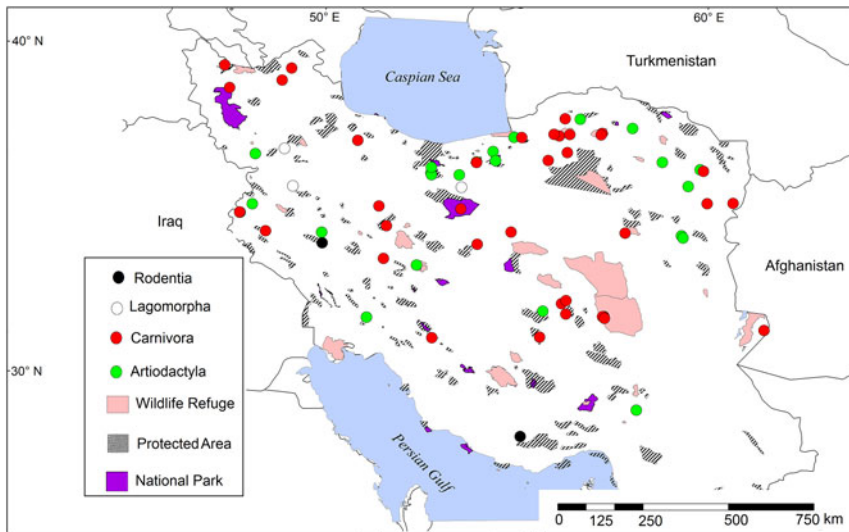 50° E
60° E
40° N
Turkmenistan
Caspian Sea
Iraq
Afghanistan
Rodentia
Lagomorpha
Carnivora
Artiodactyla
Wildlife Refuge
Protected Area
National Park
30° N
Persian Gulf
0 125 250 500 750 km